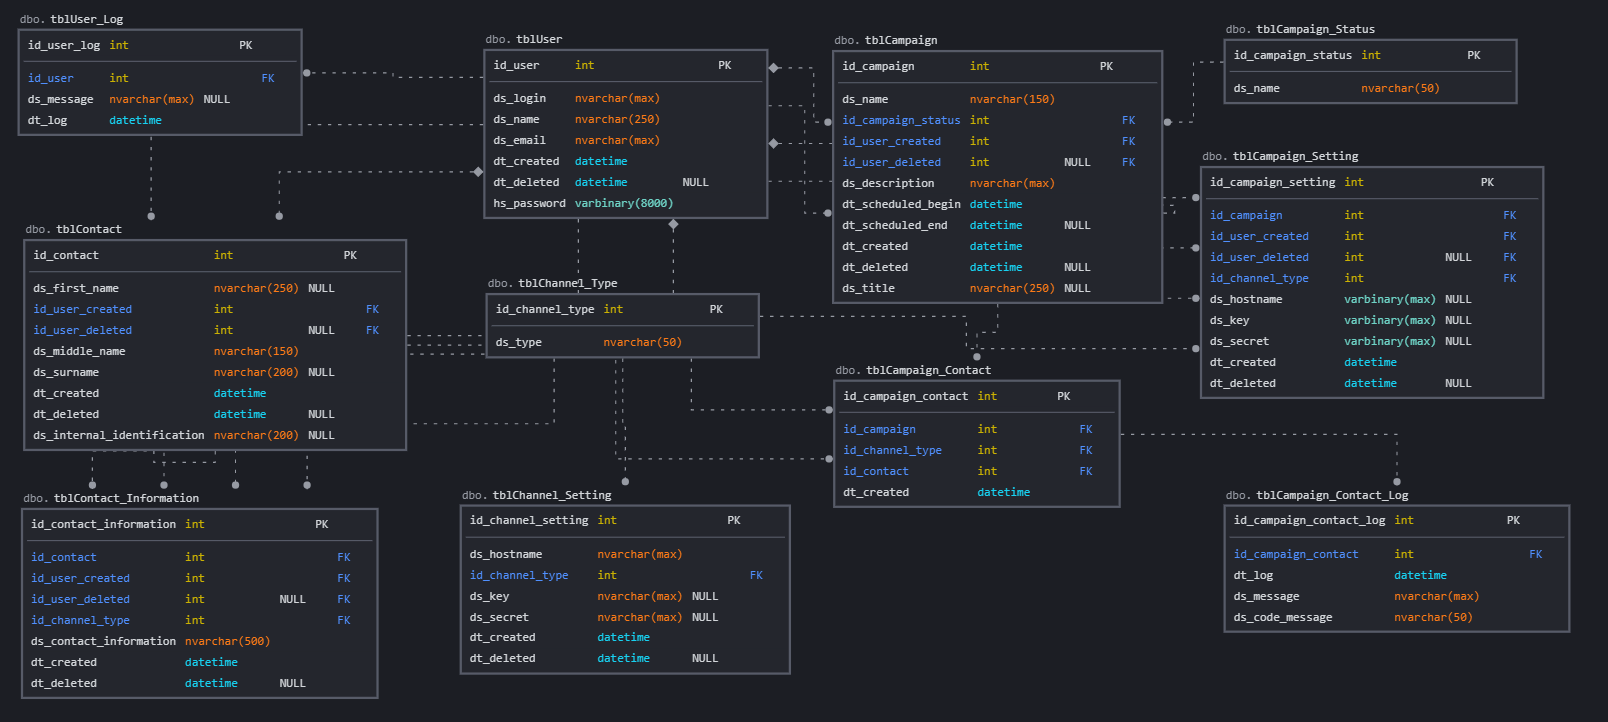 dbo. tblUser_Log
id_user_log int PK
id_user int FK
ds_message nvarchar(max) NULL
dt_log datetime
dbo. tblUser
id_user int PK
ds_login nvarchar(max)
ds_name nvarchar(250)
ds_email nvarchar(max)
dt_created datetime
dt_deleted datetime NULL
hs_password varbinary(8000)
dbo. tblCampaign
id_campaign int PK
ds_name nvarchar(150)
id_campaign_status int FK
id_user_created int FK
id_user_deleted int NULL FK
ds_description nvarchar(max)
dt_scheduled_begin datetime
dt_scheduled_end datetime NULL
dt_created datetime
dt_deleted datetime NULL
ds_title nvarchar(250) NULL
dbo. tblCampaign_Status
id_campaign_status int PK
ds_name nvarchar(50)
dbo. tblCampaign_Setting
id_campaign_setting int PK
id_campaign int FK
id_user_created int FK
id_user_deleted int NULL FK
id_channel_type int FK
ds_hostname varbinary(max) NULL
ds_key varbinary(max) NULL
ds_secret varbinary(max) NULL
dt_created datetime
dt_deleted datetime NULL
dbo. tblContact
id_contact int PK
ds_first_name nvarchar(250) NULL
id_user_created int FK
id_user_deleted int NULL FK
ds_middle_name nvarchar(150)
ds_surname nvarchar(200) NULL
dt_created datetime
dt_deleted datetime NULL
ds_internal_identification nvarchar(200) NULL
dbo. tblChannel_Type
id_channel_type int PK
ds_type nvarchar(50)
dbo. tblCampaign_Contact
id_campaign_contact int PK
id_campaign int FK
id_channel_type int FK
id_contact int FK
dt_created datetime
dbo. tblContact_Information
id_contact_information int PK
id_contact int FK
id_user_created int FK
id_user_deleted int NULL FK
id_channel_type int FK
ds_contact_information nvarchar(500)
dt_created datetime
dt_deleted datetime NULL
dbo. tblChannel_Setting
id_channel_setting int PK
ds_hostname nvarchar(max)
id_channel_type int FK
ds_key nvarchar(max) NULL
ds_secret nvarchar(max) NULL
dt_created datetime
dt_deleted datetime NULL
dbo. tblCampaign_Contact_Log
id_campaign_contact_log int PK
id_campaign_contact int FK
dt_log datetime
ds_message nvarchar(max)
ds_code_message nvarchar(50)